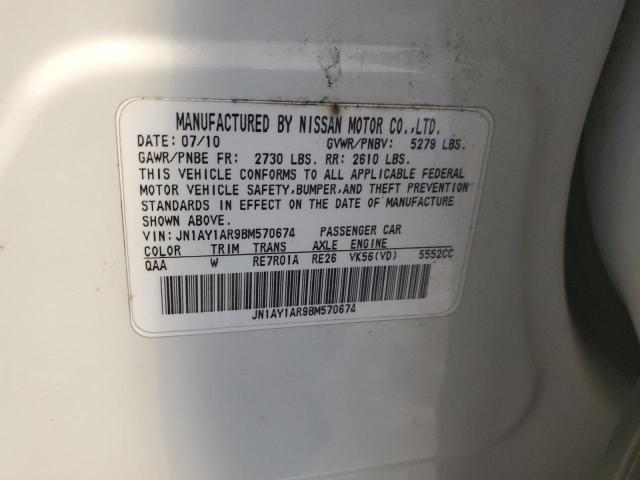 MANUFACTURED BY NISSAN MOTOR CO.,LTD.
DATE: 07/10 GVWR/PNBV: 5279 LBS.
GAWR/PNBE FR: 2730 LBS. RR: 2610 LBS.
THIS VEHICLE CONFORMS TO ALL APPLICABLE FEDERAL
MOTOR VEHICLE SAFETY,BUMPER,AND THEFT PREVENTION
STANDARDS IN EFFECT ON THE DATE OF MANUFACTURE
SHOWN ABOVE.
VIN: JN1AY1AR9BM570674 PASSENGER CAR
COLOR TRIM TRANS AXLE ENGINE
QAA W RE7R01A RE26 VK56(VD) 5552CC
JN1AY1AR9BM570674